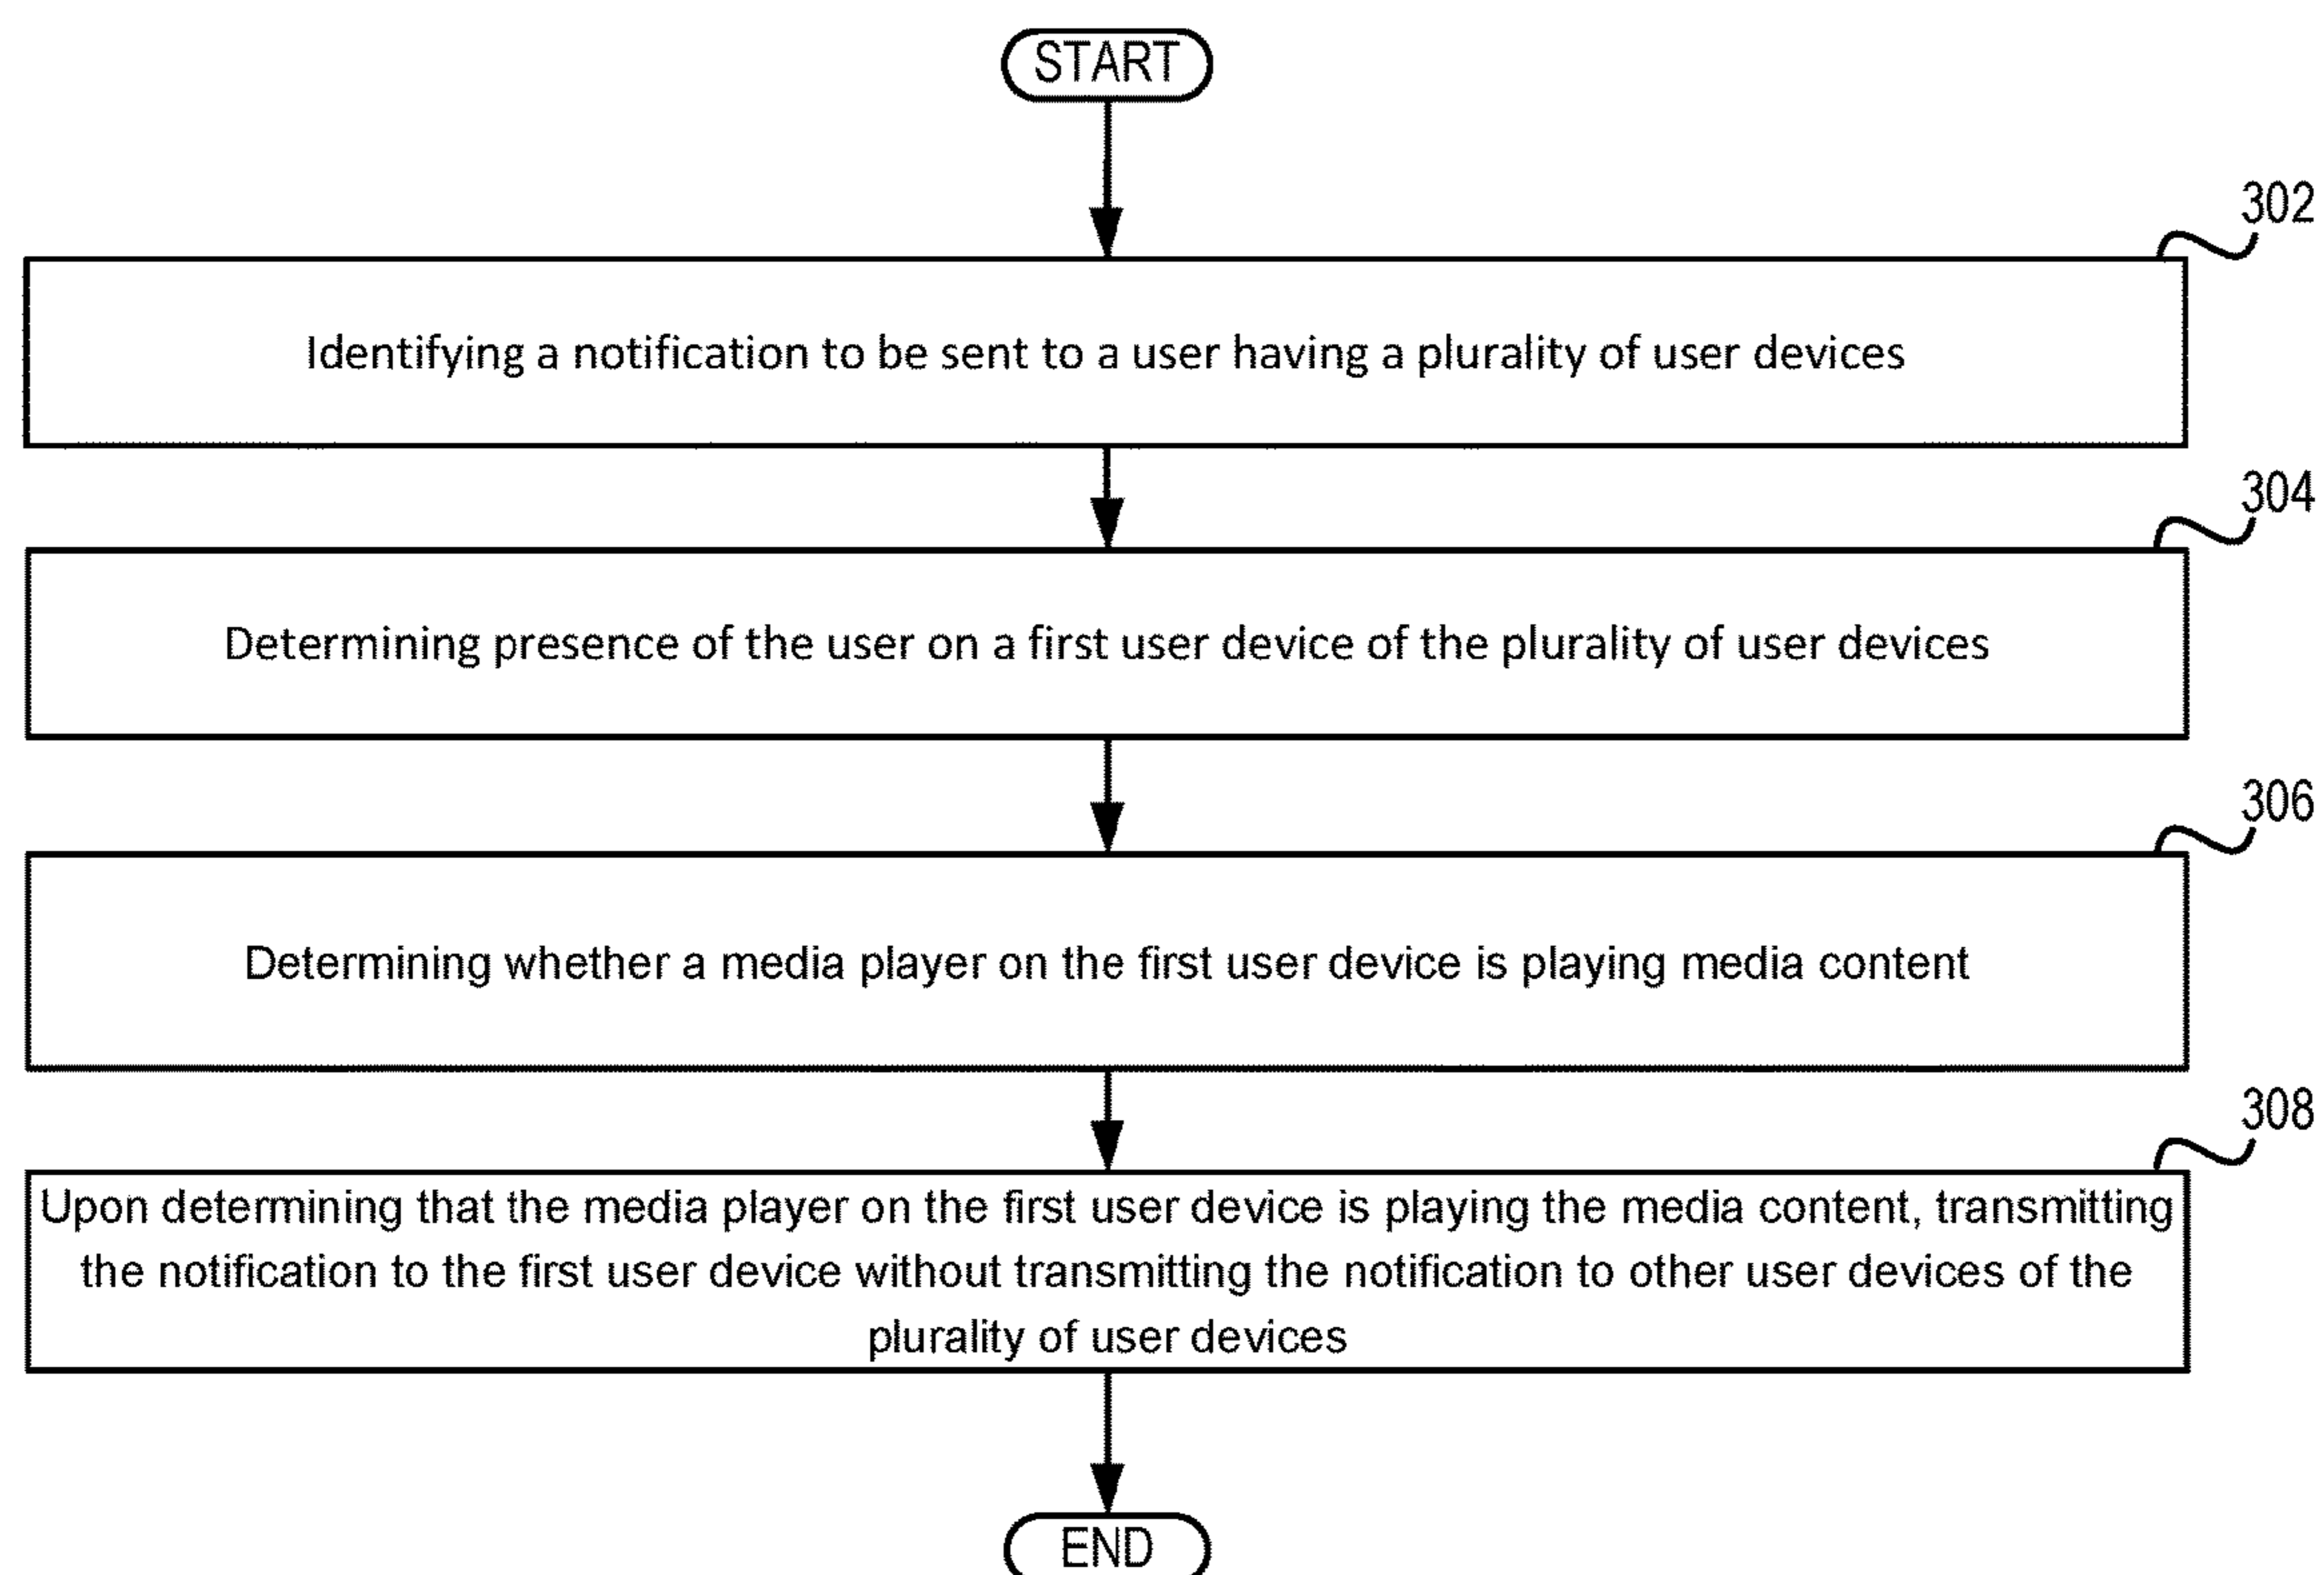 START
302
Identifying a notification to be sent to a user having a plurality of user devices
304
Determining presence of the user on a first user device of the plurality of user devices
306
Determining whether a media player on the first user device is playing media content
308
Upon determining that the media player on the first user device is playing the media content, transmitting
the notification to the first user device without transmitting the notification to other user devices of the
plurality of user devices
END